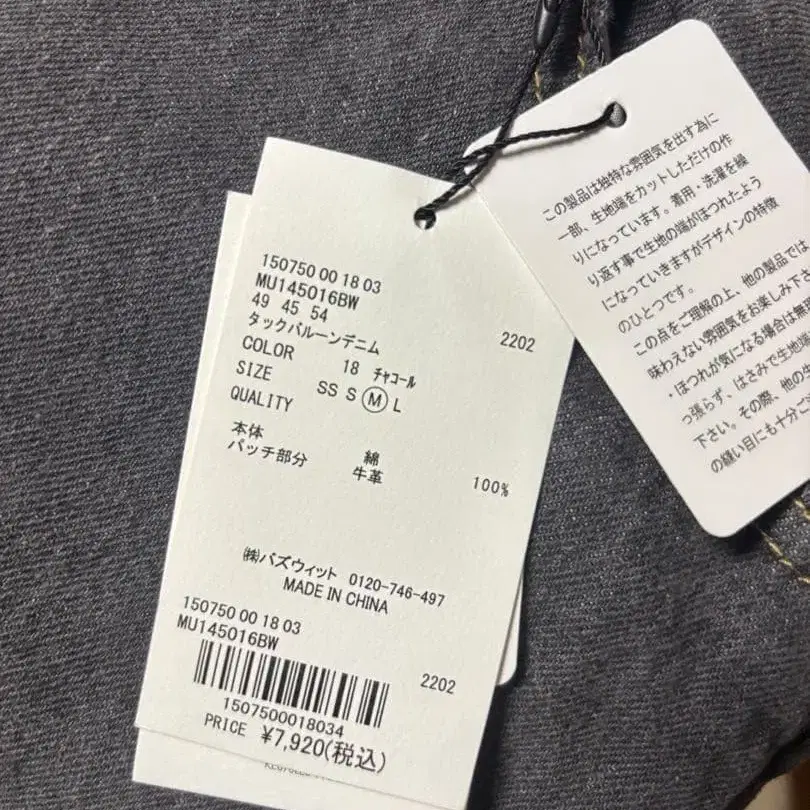 150750 00 18 03
MU145016BW
49 45 54
タックバルーンデニム 2202
COLOR 18 チャコール
SIZE SS S M L
QUALITY
本体 綿 100%
パッチ部分 牛革
㈱バズウィット 0120-746-497
MADE IN CHINA
150750 00 18 03
MU145016BW 2202
1507500018034
PRICE ¥7,920(税込)
この製品は独特な雰囲気を出す為に
一部、生地端をカットしただけの作
りになっています。着用・洗濯を繰
り返す事で生地の端がほつれたよう
になっていきますがデザインの特徴
のひとつです。
この点をご理解の上、他の製品では
味わえない雰囲気をお楽しみ下さ
・ほつれが気になる場合は無理
っ張らず、はさみで生地端
下さい。その際、他の生
の縫い目にも十分